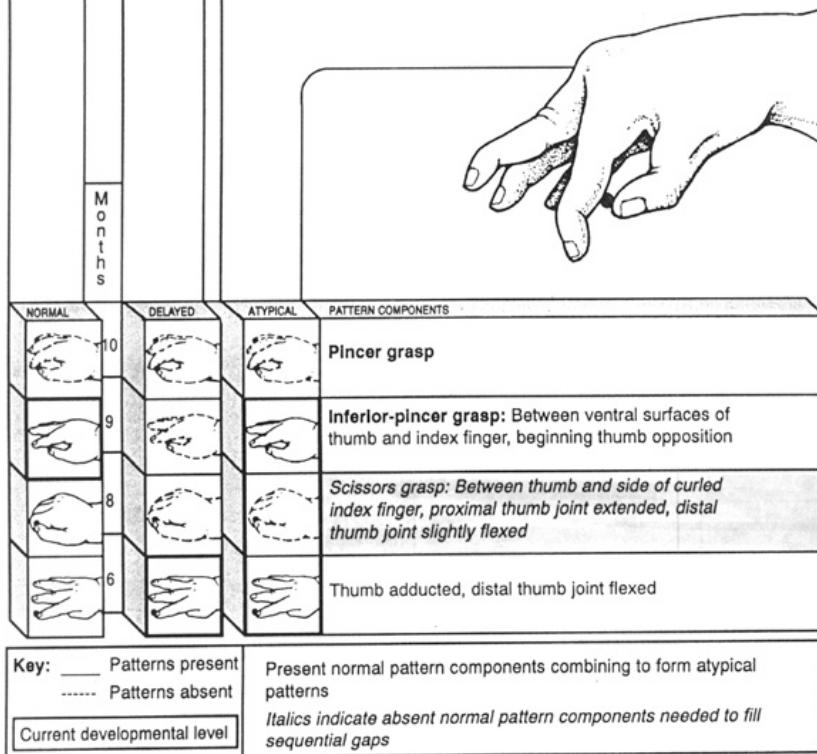 Months
NORMAL
DELAYED
ATYPICAL
PATTERN COMPONENTS
10
Pincer grasp
9
Inferior-pincer grasp: Between ventral surfaces of
thumb and index finger, beginning thumb opposition
8
Scissors grasp: Between thumb and side of curled
index finger, proximal thumb joint extended, distal
thumb joint slightly flexed
6
Thumb adducted, distal thumb joint flexed
Key: ____ Patterns present
----- Patterns absent
Current developmental level
Present normal pattern components combining to form atypical
patterns
Italics indicate absent normal pattern components needed to fill
sequential gaps